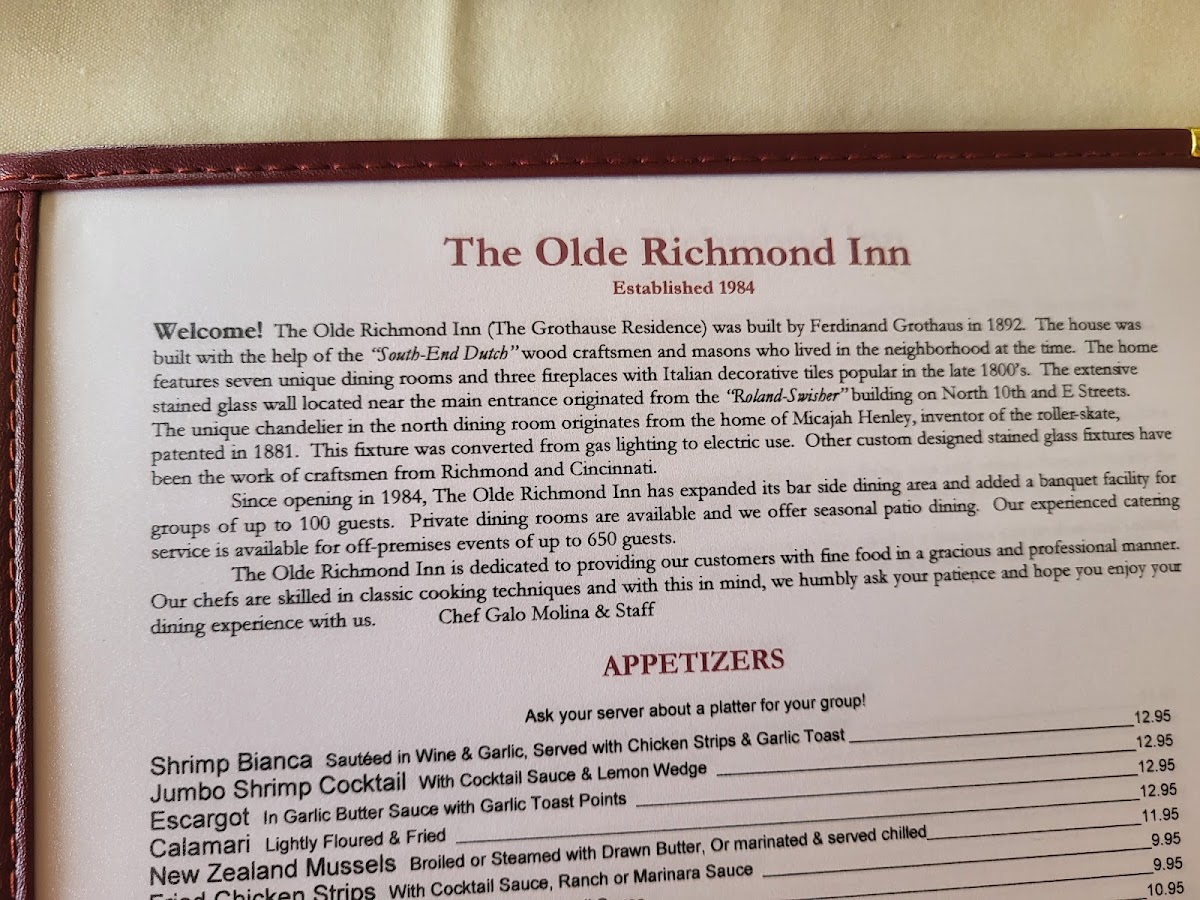 The Olde Richmond Inn
Established 1984
Welcome! The Olde Richmond Inn (The Grothause Residence) was built by Ferdinand Grothaus in 1892. The house was
built with the help of the "South-End Dutch" wood craftsmen and masons who lived in the neighborhood at the time. The home
features seven unique dining rooms and three fireplaces with Italian decorative tiles popular in the late 1800's. The extensive
stained glass wall located near the main entrance originated from the "Roland-Swisher" building on North 10th and E Streets.
The unique chandelier in the north dining room originates from the home of Micajah Henley, inventor of the roller-skate,
patented in 1881. This fixture was converted from gas lighting to electric use. Other custom designed stained glass fixtures have
been the work of craftsmen from Richmond and Cincinnati.
Since opening in 1984, The Olde Richmond Inn has expanded its bar side dining area and added a banquet facility for
groups of up to 100 guests. Private dining rooms are available and we offer seasonal patio dining. Our experienced catering
service is available for off-premises events of up to 650 guests.
The Olde Richmond Inn is dedicated to providing our customers with fine food in a gracious and professional manner.
Our chefs are skilled in classic cooking techniques and with this in mind, we humbly ask your patience and hope you enjoy your
dining experience with us. Chef Galo Molina & Staff
APPETIZERS
Ask your server about a platter for your group!
Shrimp Bianca Sautéed in Wine & Garlic, Served with Chicken Strips & Garlic Toast 12.95
Jumbo Shrimp Cocktail With Cocktail Sauce & Lemon Wedge 12.95
Escargot In Garlic Butter Sauce with Garlic Toast Points 12.95
Calamari Lightly Floured & Fried 12.95
New Zealand Mussels Broiled or Steamed with Drawn Butter, Or marinated & served chilled 11.95
Fried Chicken Strips With Cocktail Sauce, Ranch or Marinara Sauce 9.95
9.95
10.95